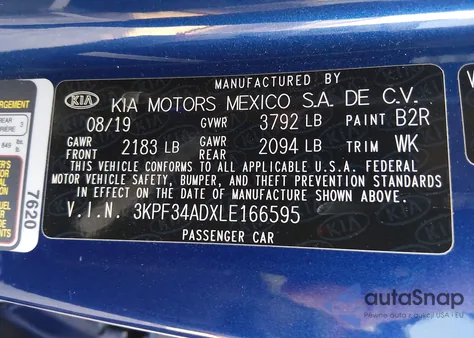 MANUFACTURED BY
KIA KIA MOTORS MEXICO S.A. DE C.V.
08/19 GVWR 3792 LB PAINT B2R
GAWR FRONT 2183 LB GAWR REAR 2094 LB TRIM WK
THIS VEHICLE CONFORMS TO ALL APPLICABLE U.S.A. FEDERAL
MOTOR VEHICLE SAFETY, BUMPER, AND THEFT PREVENTION STANDARDS
IN EFFECT ON THE DATE OF MANUFACTURE SHOWN ABOVE.
V.I.N. 3KPF34ADXLE166595
PASSENGER CAR
7620
autoSnap